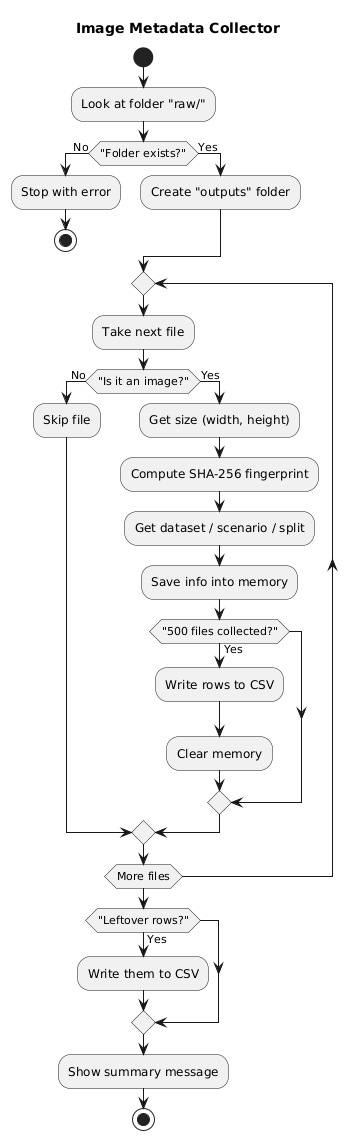 Image Metadata Collector
Look at folder "raw/"
"Folder exists?"
No
Yes
Stop with error
Create "outputs" folder
Take next file
"Is it an image?"
No
Yes
Skip file
Get size (width, height)
Compute SHA-256 fingerprint
Get dataset / scenario / split
Save info into memory
"500 files collected?"
Yes
Write rows to CSV
Clear memory
More files
"Leftover rows?"
Yes
Write them to CSV
Show summary message